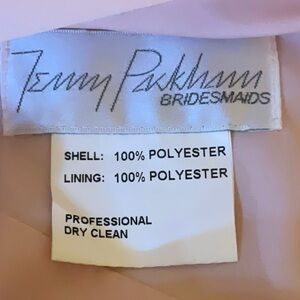 Jenny Packham
BRIDESMAIDS
SHELL: 100% POLYESTER
LINING: 100% POLYESTER
PROFESSIONAL
DRY CLEAN